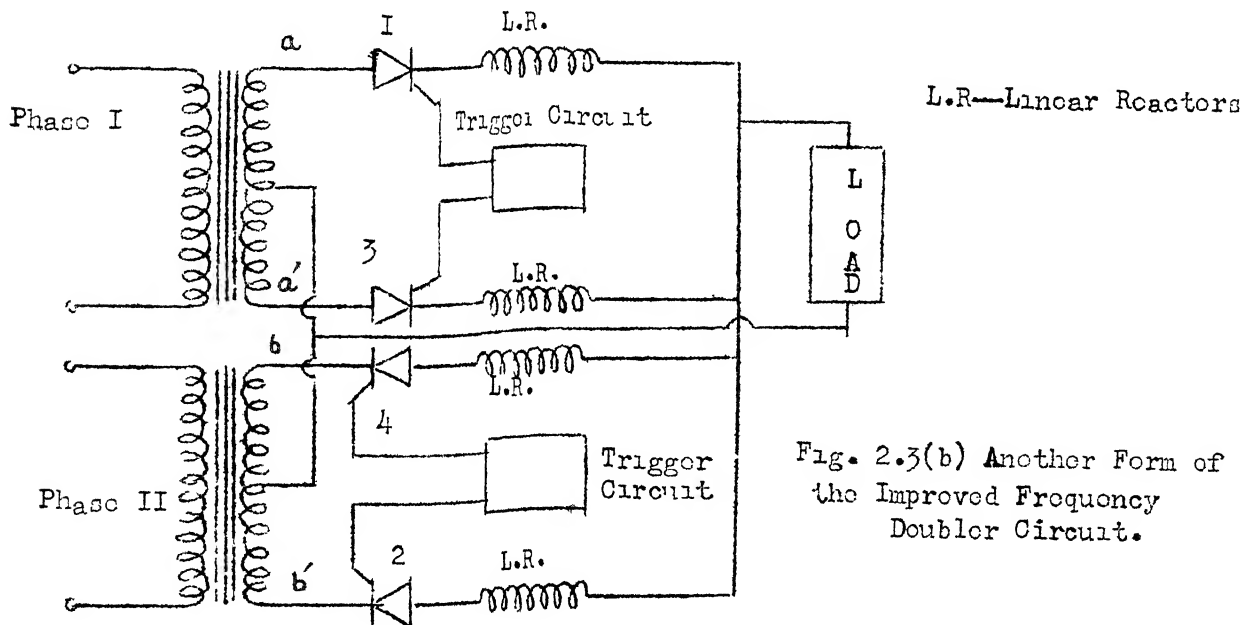 a
I
L.R.
Phase I
Trigger Circuit
L.R—Linear Reactors
L
O
A
D
3
a′
L.R.
b
L.R.
4
Trigger
Circuit
Phase II
Fig. 2.3(b) Another Form of
the Improved Frequency
Doubler Circuit.
2
L.R.
b′